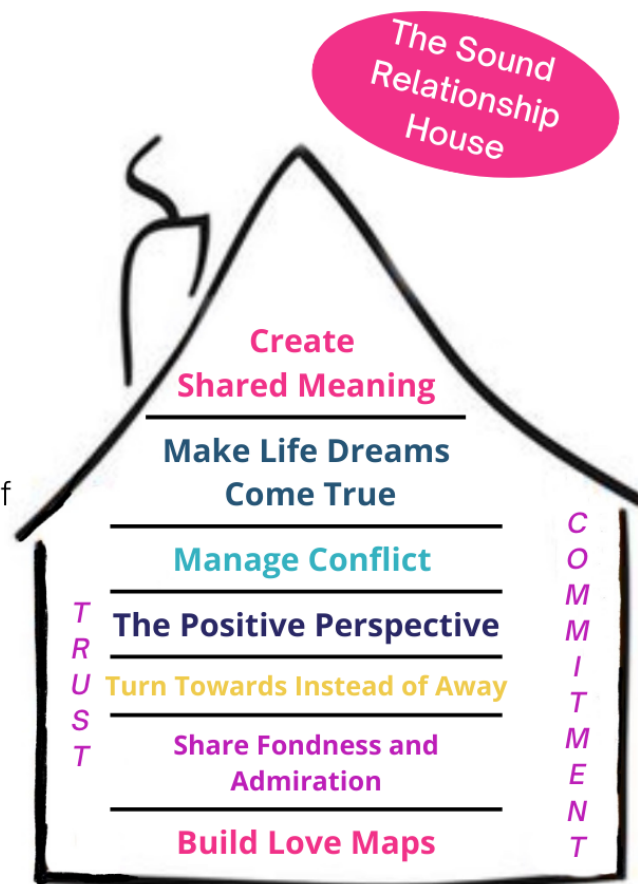 The Sound
Relationship
House
Create
Shared Meaning
Make Life Dreams
Come True
f
Manage Conflict
The Positive Perspective
Turn Towards Instead of Away
Share Fondness and
Admiration
Build Love Maps
TRUST
COMMITMENT